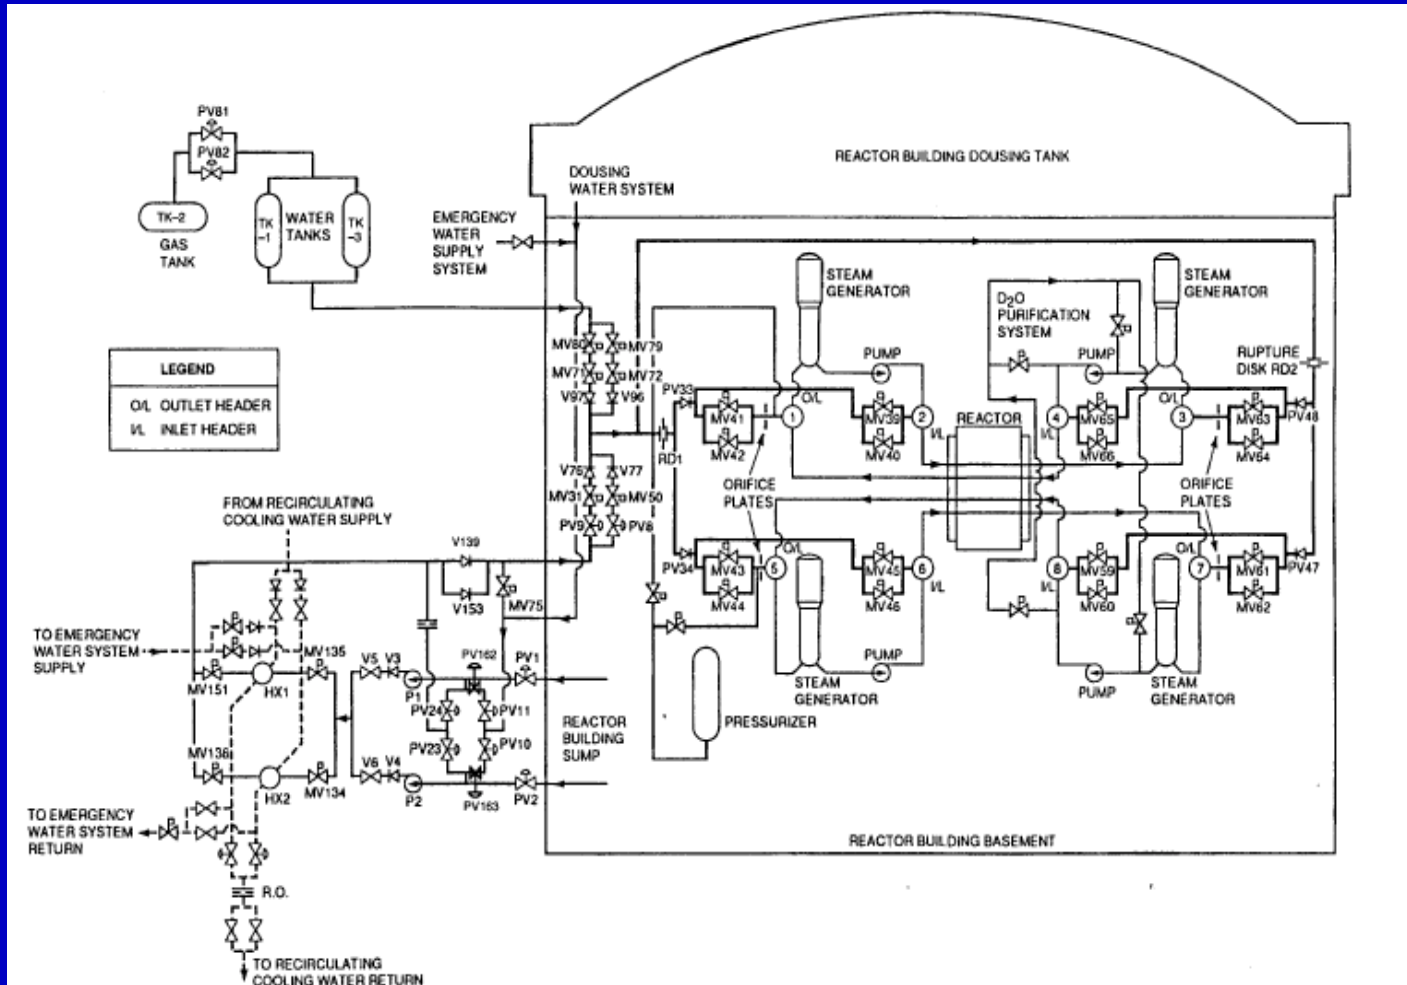 PV81
PV82
TK-2
GAS
TANK
TK
-1
WATER
TANKS
TK
-3
LEGEND
O/L OUTLET HEADER
I/L INLET HEADER
REACTOR BUILDING DOUSING TANK
DOUSING
WATER SYSTEM
EMERGENCY
WATER
SUPPLY
SYSTEM
STEAM
GENERATOR
D2O
PURIFICATION
SYSTEM
STEAM
GENERATOR
PUMP
PUMP
RUPTURE
DISK RD2
MV80
MV79
MV71
MV72
V97
V96
PV33
O/L
MV41
MV42
1
MV39
MV40
2
I/L
REACTOR
4
I/L
MV65
MV66
O/L
3
MV63
MV64
PV48
RD1
ORIFICE
PLATES
ORIFICE
PLATES
V76
V77
MV31
MV50
PV9
PV8
FROM RECIRCULATING
COOLING WATER SUPPLY
V139
V153
MV75
PV34
O/L
MV43
MV44
5
MV45
MV46
6
I/L
8
I/L
MV59
MV60
O/L
7
MV61
MV62
PV47
TO EMERGENCY
WATER SYSTEM
SUPPLY
MV135
MV151
HX1
V5
V3
P1
PV162
PV1
PV24
PV11
PV23
PV10
REACTOR
BUILDING
SUMP
PUMP
STEAM
GENERATOR
PRESSURIZER
PUMP
STEAM
GENERATOR
MV136
HX2
MV134
V6
V4
P2
PV163
PV2
TO EMERGENCY
WATER SYSTEM
RETURN
R.O.
REACTOR BUILDING BASEMENT
TO RECIRCULATING
COOLING WATER RETURN